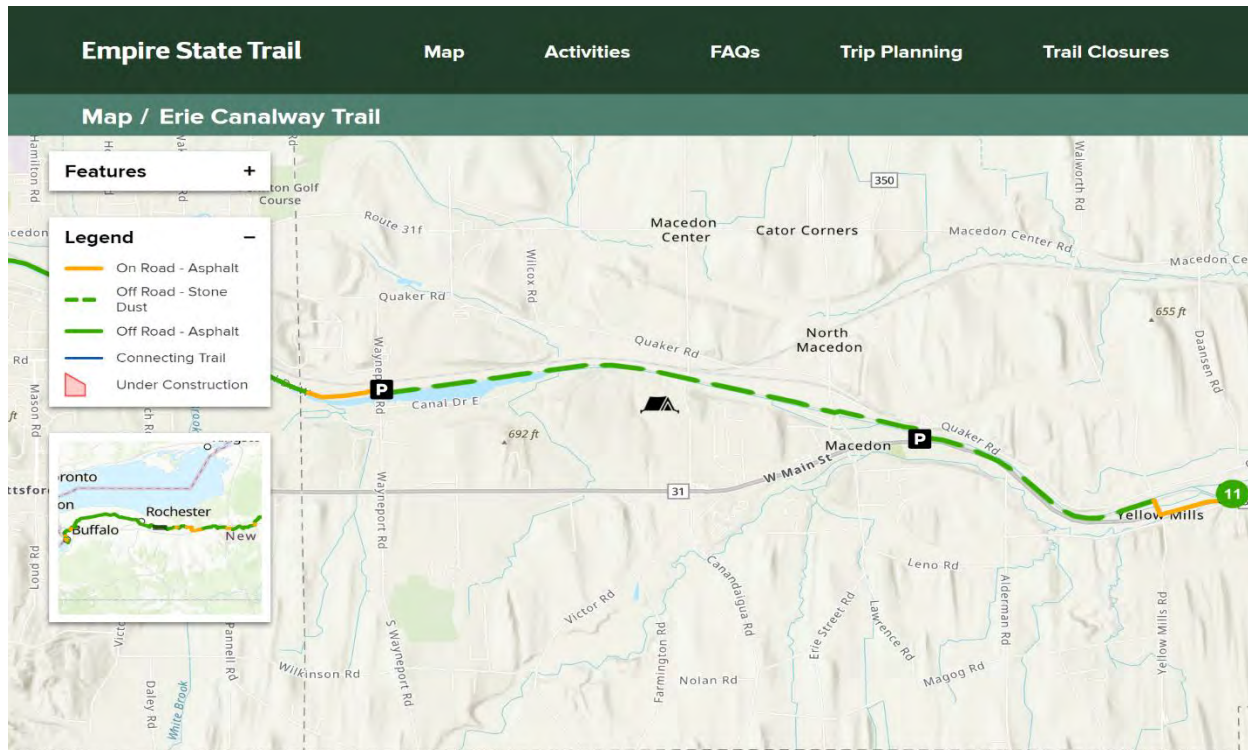 Empire State Trail
Map
Activities
FAQs
Trip Planning
Trail Closures
Map / Erie Canalway Trail
Hamilton Rd
Features +
Golf
Course
Legend −
On Road - Asphalt
Off Road - Stone
Dust
Off Road - Asphalt
Connecting Trail
Under Construction
Route 31f
Macedon
Center
Cator Corners
350
Walworth Rd
Macedon Center Rd
Macedon Ce
Wilcox Rd
Quaker Rd
Quaker Rd
North
Macedon
655 ft
Daansen Rd
Rd
Mason Rd
Wayneport Rd
P
Canal Dr E
692 ft
Macedon
P
Quaker Rd
W Main St
31
11
Yellow Mills
Rochester
Buffalo
New
Wayneport Rd
Loud Rd
Leno Rd
Canandaigua Rd
Alderman Rd
Victor Rd
Erie Street Rd
Lawrence Rd
Yellow Mills Rd
S Wayneport Rd
Farmington Rd
Pannell Rd
Wilkinson Rd
Nolan Rd
Magog Rd
Daley Rd
White Brook